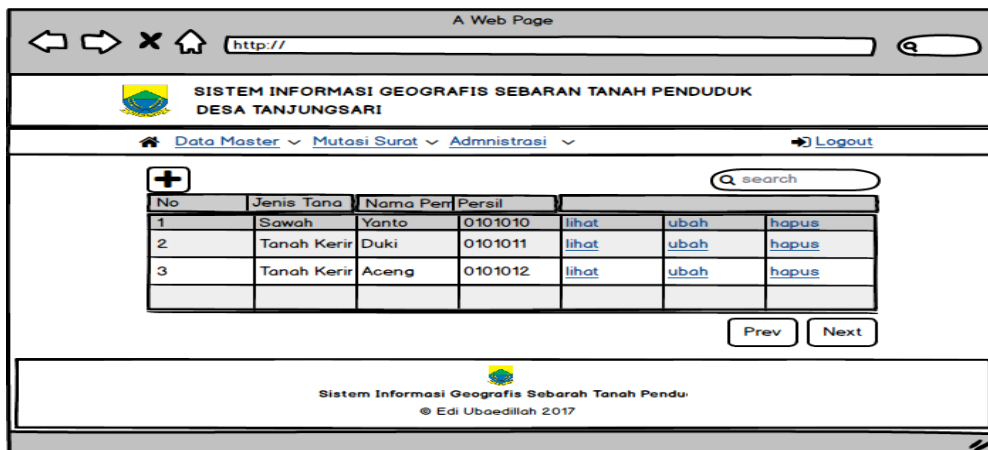 A Web Page
http://
SISTEM INFORMASI GEOGRAFIS SEBARAN TANAH PENDUDUK
DESA TANJUNGSARI
Data Master Mutasi Surat Admnistrasi Logout
search
No Jenis Tana Nama Pem Persil
1 Sawah Yanto 0101010 lihat ubah hapus
2 Tanah Kerir Duki 0101011 lihat ubah hapus
3 Tanah Kerir Aceng 0101012 lihat ubah hapus
Prev Next
Sistem Informasi Geografis Sebarah Tanah Pendu
© Edi Ubaedillah 2017